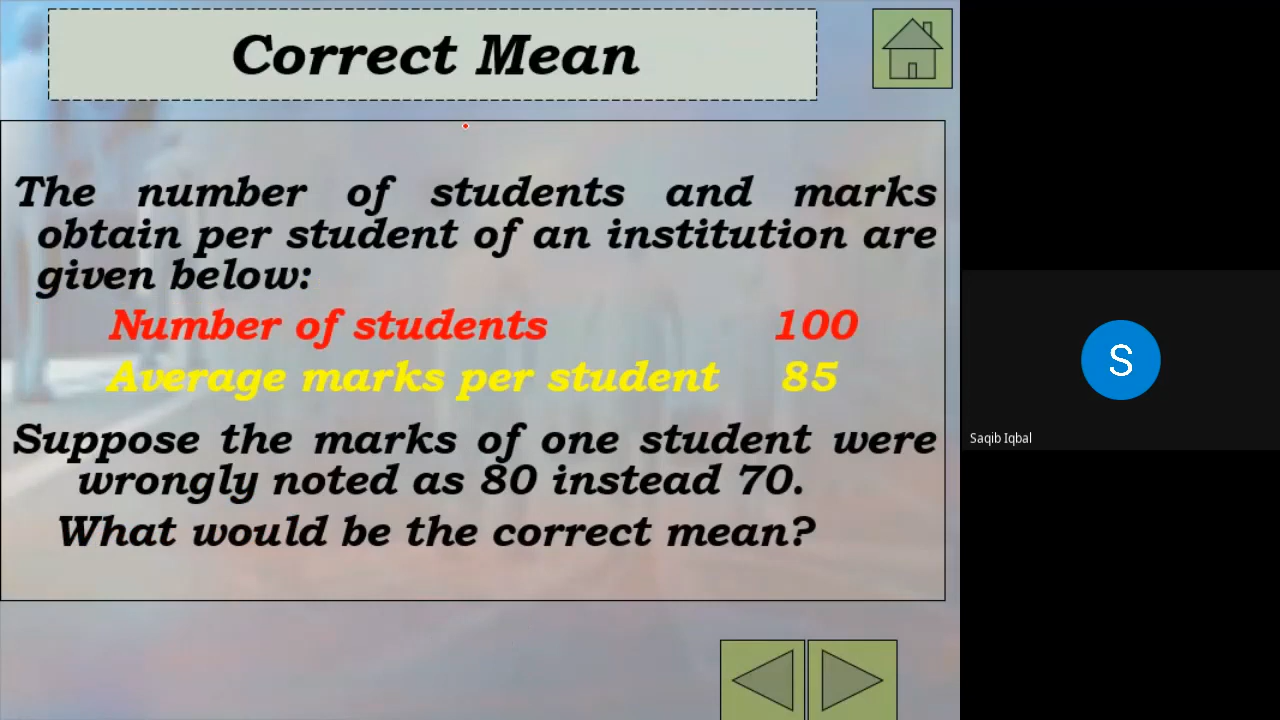 Correct Mean
The number of students and marks
obtain per student of an institution are
given below:
Number of students 100
Average marks per student 85
Suppose the marks of one student were
wrongly noted as 80 instead 70.
What would be the correct mean?
S
Saqib Iqbal